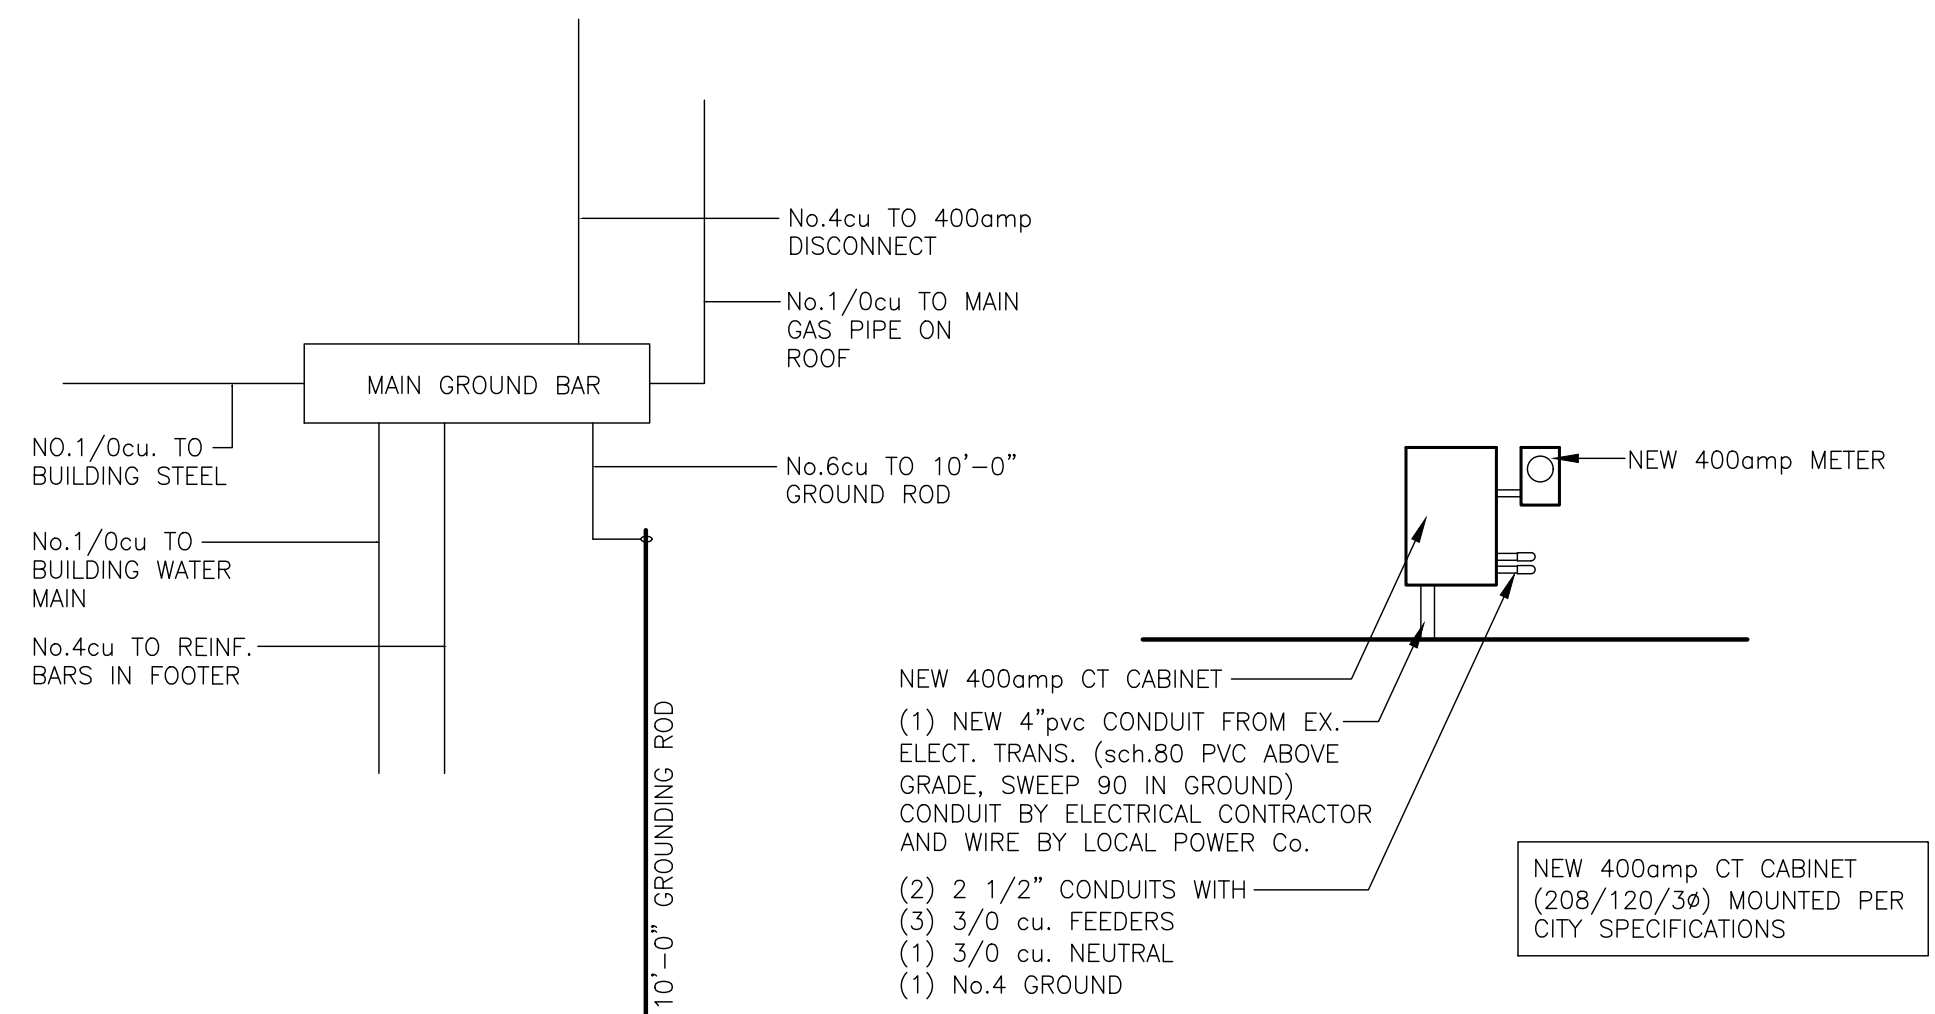 No.4cu TO 400amp
DISCONNECT
No.1/0cu TO MAIN
GAS PIPE ON
ROOF
MAIN GROUND BAR
NO.1/0cu. TO
BUILDING STEEL
No.6cu TO 10'-0"
GROUND ROD
No.1/0cu TO
BUILDING WATER
MAIN
No.4cu TO REINF.
BARS IN FOOTER
10'-0" GROUNDING ROD
NEW 400amp METER
NEW 400amp CT CABINET
(1) NEW 4"pvc CONDUIT FROM EX.
ELECT. TRANS. (sch.80 PVC ABOVE
GRADE, SWEEP 90 IN GROUND)
CONDUIT BY ELECTRICAL CONTRACTOR
AND WIRE BY LOCAL POWER Co.
(2) 2 1/2" CONDUITS WITH
(3) 3/0 cu. FEEDERS
(1) 3/0 cu. NEUTRAL
(1) No.4 GROUND
NEW 400amp CT CABINET
(208/120/3ø) MOUNTED PER
CITY SPECIFICATIONS